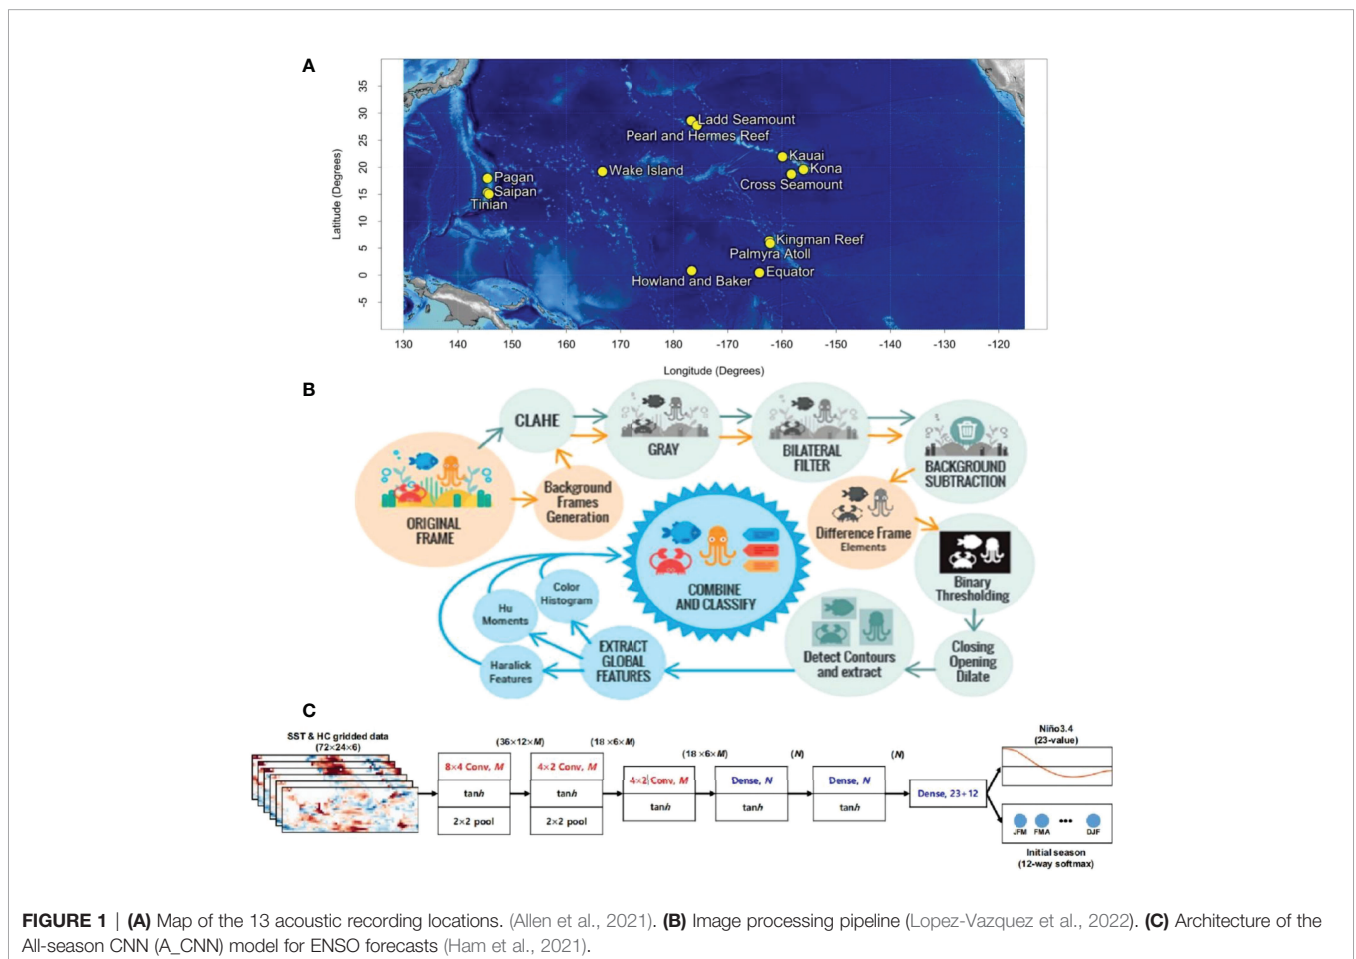 A
Latitude (Degrees)
35
30
25
20
15
10
5
0
-5
Ladd Seamount
Pearl and Hermes Reef
Kauai
Wake Island
Kona
Pagan
Cross Seamount
Saipan
Tinian
Kingman Reef
Palmyra Atoll
Equator
Howland and Baker
130 140 150 160 170 180 -170 -160 -156 -140 -130 -120
Longitude (Degrees)
B
CLAHE
GRAY
BILATERAL
FILTER
BACKGROUND
SUBTRACTION
ORIGINAL
FRAME
Background
Frames
Generation
Difference Frame
Elements
Binary
Thresholding
COMBINE
AND CLASSIFY
Color
Histogram
Hu
Moments
Haralick
Features
EXTRACT
GLOBAL
FEATURES
Detect Contours
and extract
Closing
Opening
Dilate
C
SST & HC gridded data
(72×24×6)
(36×12×M)
(18×6×M)
(18×6×M)
(N)
(N)
8×4 Conv, M
tanh
2×2 pool
4×2 Conv, M
tanh
2×2 pool
4×2 Conv, M
tanh
Dense, N
tanh
Dense, N
tanh
Dense, 23+12
Niño3.4
(23-value)
JFM FMA ••• DJF
Initial season
(12-way softmax)
FIGURE 1 | (A) Map of the 13 acoustic recording locations. (Allen et al., 2021). (B) Image processing pipeline (Lopez-Vazquez et al., 2022). (C) Architecture of the
All-season CNN (A_CNN) model for ENSO forecasts (Ham et al., 2021).